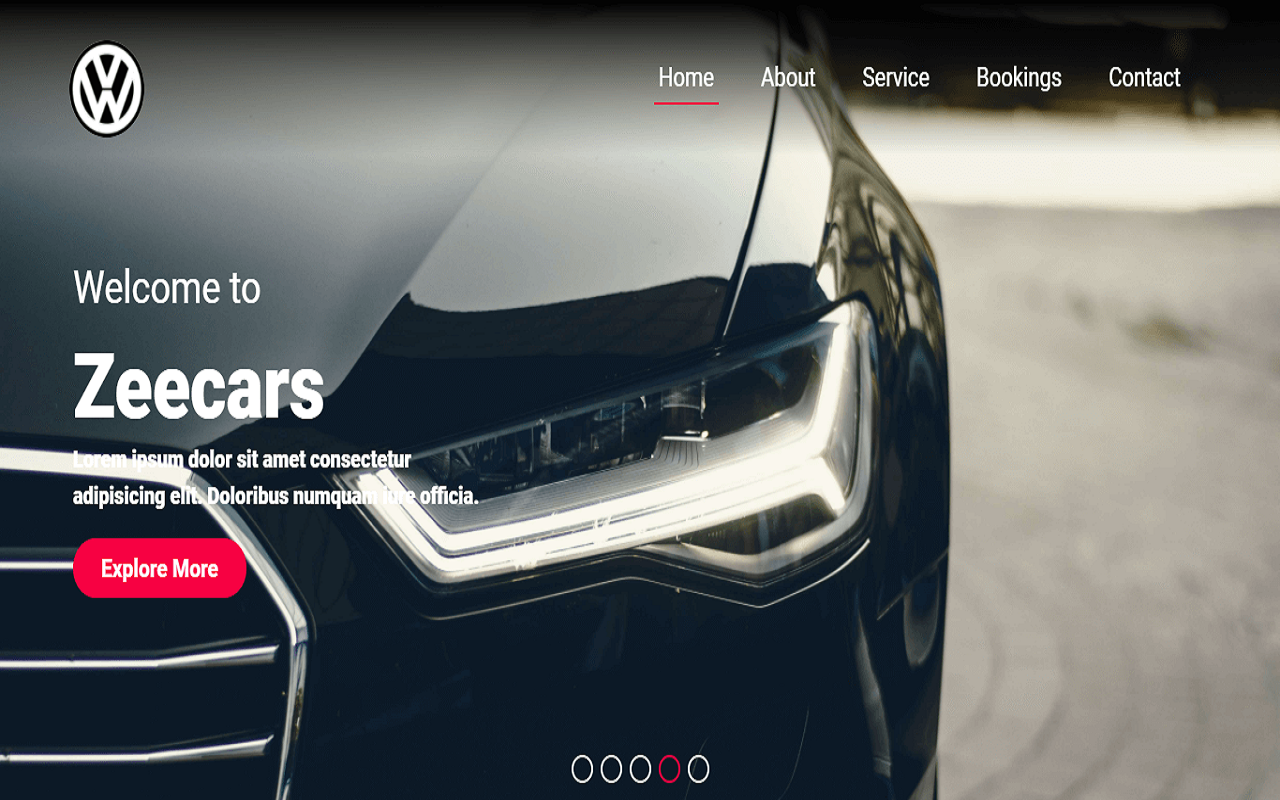 Home About Service Bookings Contact
Welcome to
Zeecars
Lorem ipsum dolor sit amet consectetur
adipisicing elit. Doloribus numquam iure officia.
Explore More